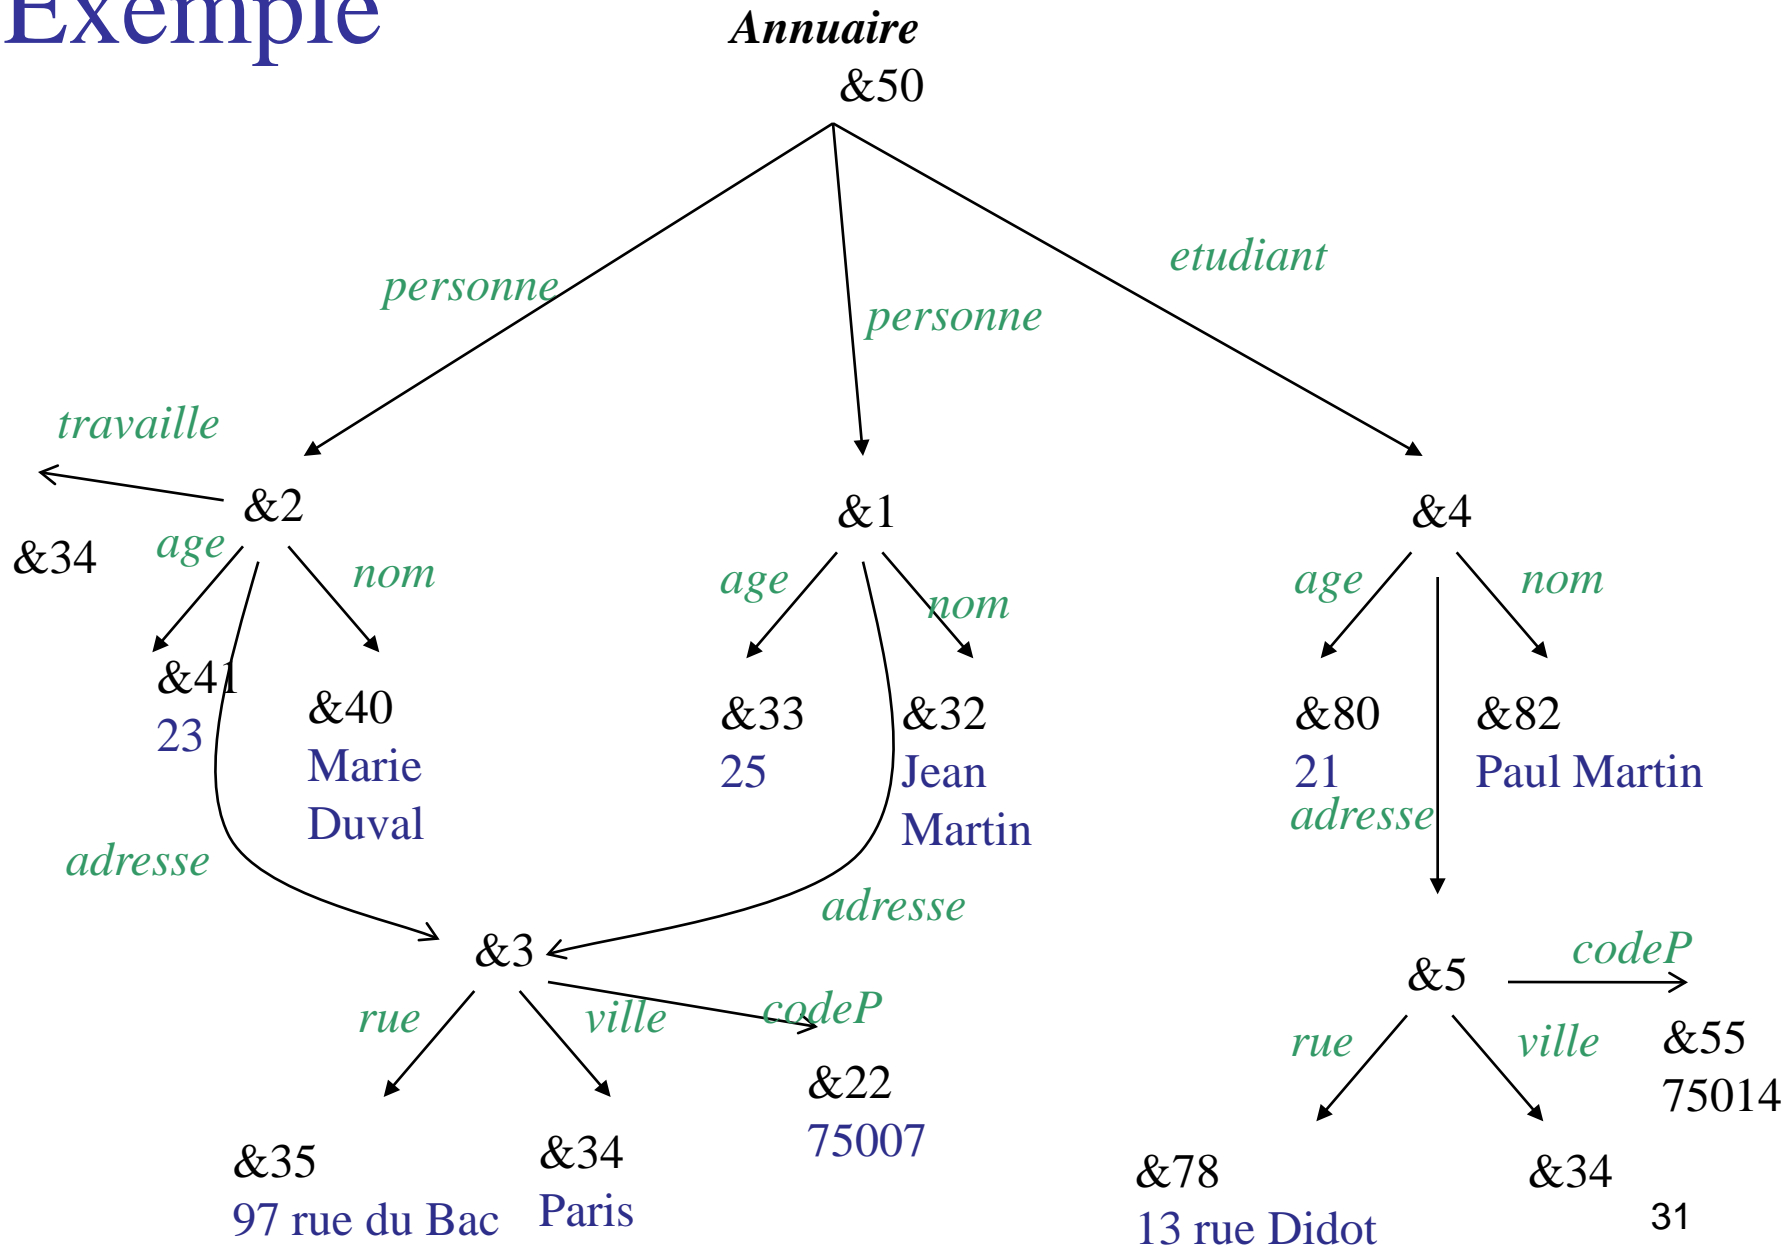 Exemple
Annuaire
&50
etudiant
personne
personne
travaille
&2
&1
&4
&34
age
nom
age
nom
age
nom
&41
23
&40
Marie
Duval
&33
25
&32
Jean
Martin
&80
21
&82
Paul Martin
adresse
adresse
adresse
&3
&5
codeP
rue
ville
codeP
rue
ville
&55
75014
&22
75007
&35
97 rue du Bac
&34
Paris
&78
13 rue Didot
&34
31